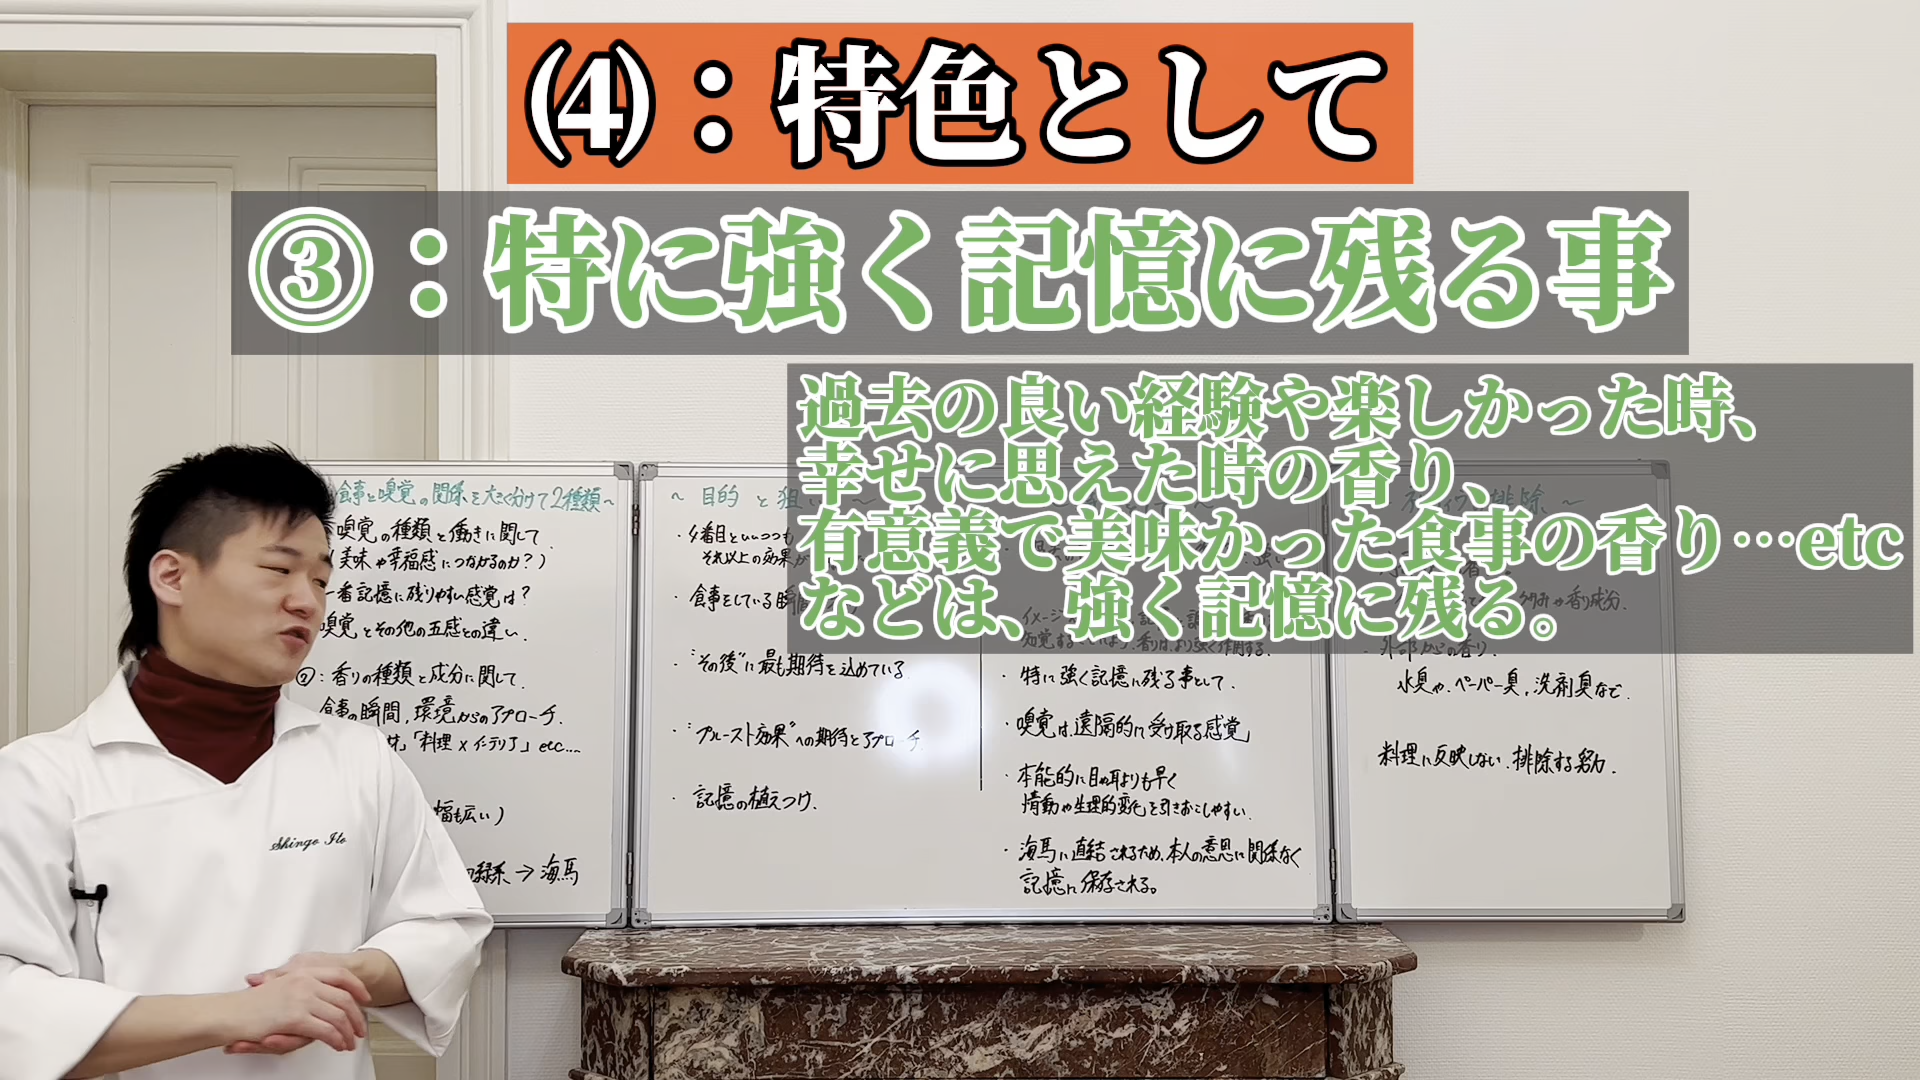 ⑷：特色として
③：特に強く記憶に残る事
過去の良い経験や楽しかった時、
幸せに思えた時の香り、
有意義で美味かった食事の香り…etc
などは、強く記憶に残る。
食事と嗅覚の関係を大きく分けて2種類～
嗅覚の種類と働きに関して
(美味や幸福感につながるのか？)
一番記憶に残りやすい感覚は？
嗅覚とその他の五感との違い.
②：香りの種類と成分に関して.
食事の瞬間,環境からのアプローチ.
「料理×インテリア」etc....
幅も広い)
→海馬
Shingo Ito
～目的と狙い～
・4番目といいつつも
それ以上の効果が
・食事をしている瞬間
・"その後"に最も期待を込めている
・"プルースト効果"への期待とアプローチ.
・記憶の植えつけ.
・特に強く記憶に残る事として.
・嗅覚は遠隔的に受け取る感覚」
・本能的に目や耳よりも早く
情動や生理的変化を引きおこしやすい.
・海馬に直結されるため、本人の意思に関係なく
記憶に保存される。
排除～
香り成分.
・外部からの香り.
水臭や、ペーパー臭,洗剤臭など.
料理に反映しない.排除する努力.